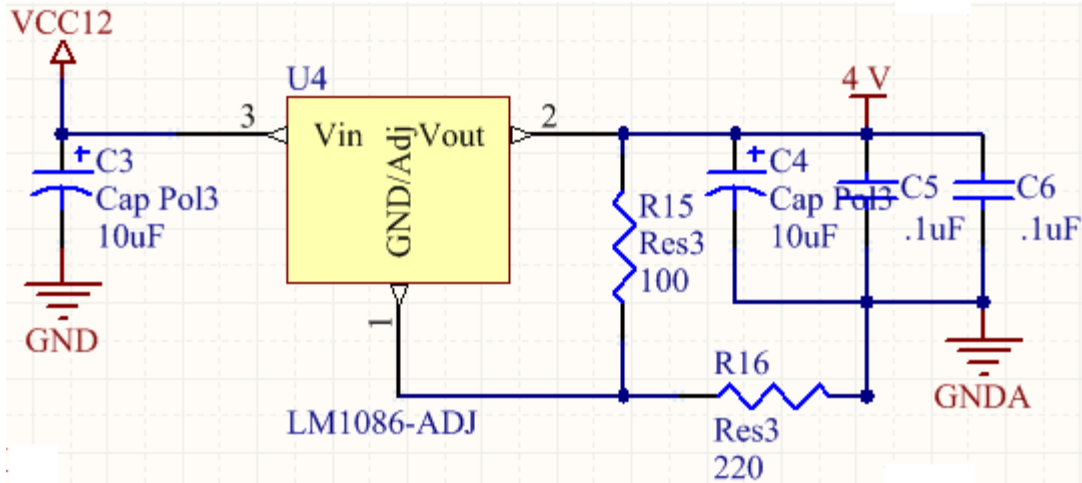 VCC12
U4
3
Vin
GND/Adj
Vout
2
1
LM1086-ADJ
C3
Cap Pol3
10uF
GND
R15
Res3
100
C4
Cap Pol3
10uF
4 V
C5
.1uF
C6
.1uF
R16
Res3
220
GNDA